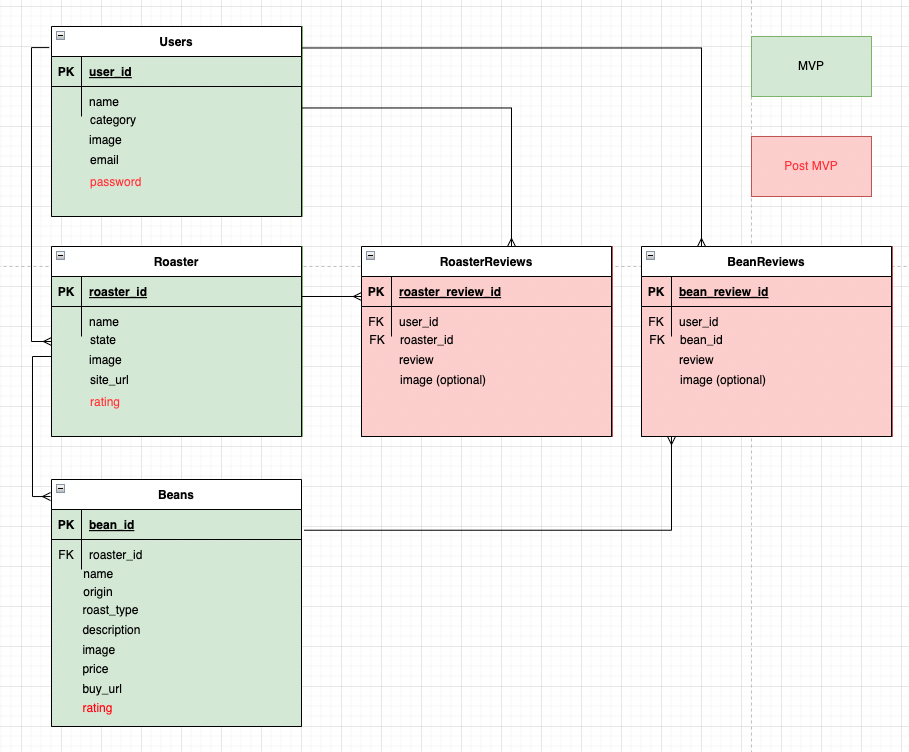 Users
PK user_id
name
category
image
email
password
MVP
Post MVP
Roaster
PK roaster_id
name
state
image
site_url
rating
RoasterReviews
PK roaster_review_id
FK user_id
FK roaster_id
review
image (optional)
BeanReviews
PK bean_review_id
FK user_id
FK bean_id
review
image (optional)
Beans
PK bean_id
FK roaster_id
name
origin
roast_type
description
image
price
buy_url
rating